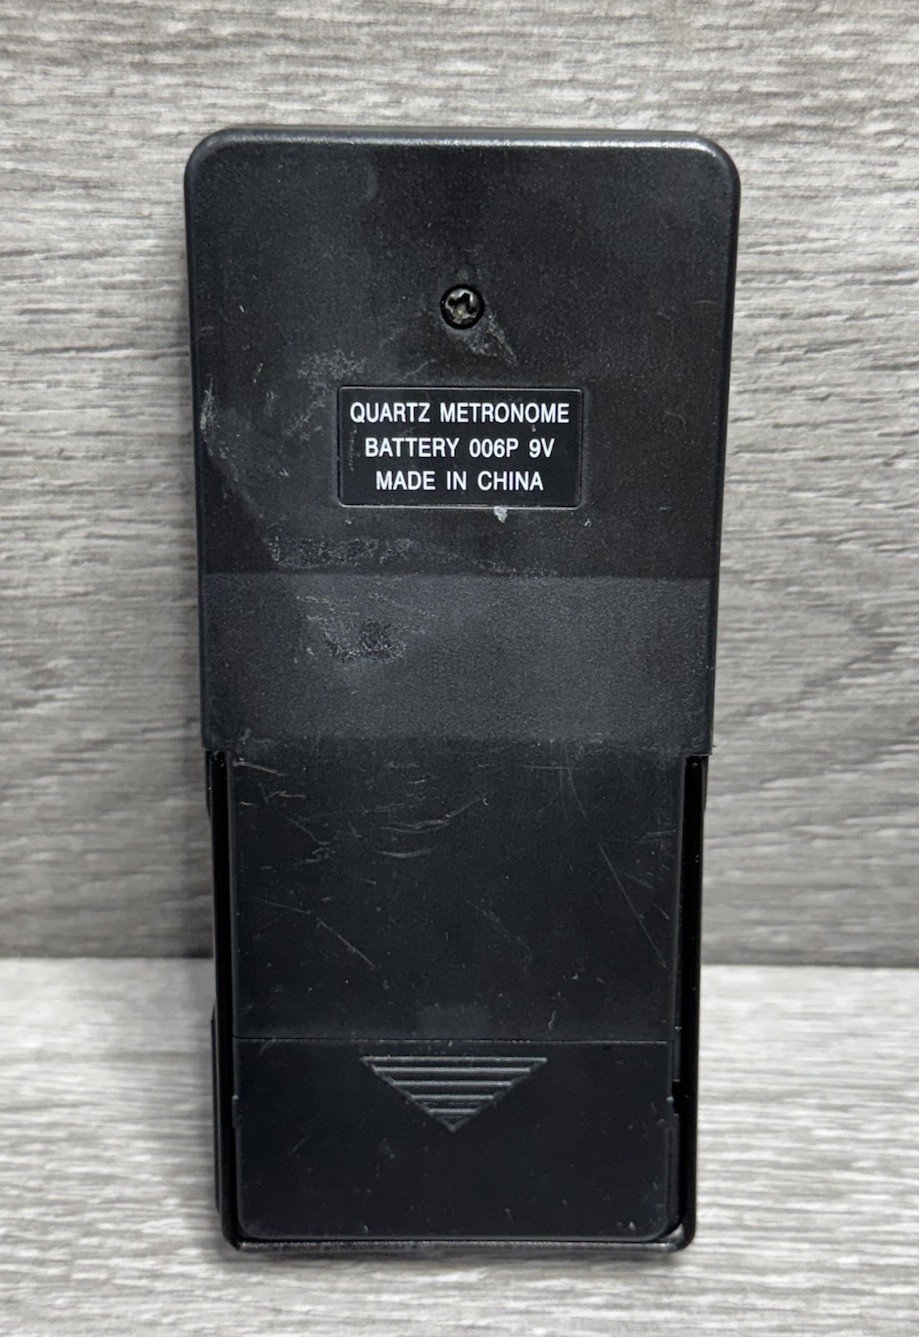 QUARTZ METRONOME
BATTERY 006P 9V
MADE IN CHINA